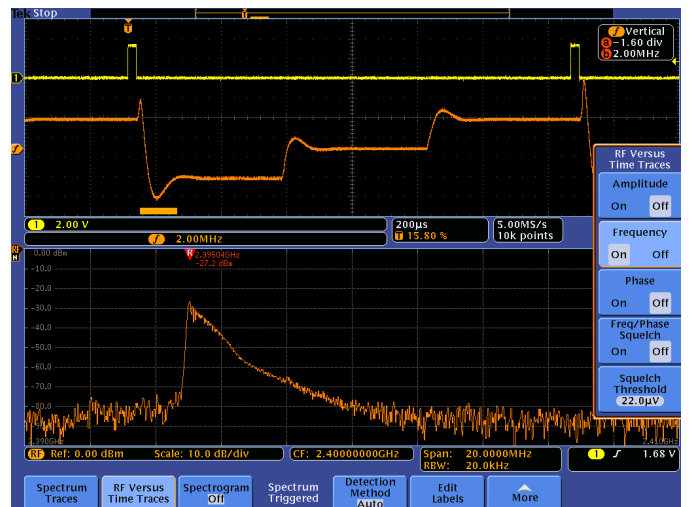 Tek Stop
T
f Vertical
a -1.60 div
b 2.00MHz
1
f
RF Versus
Time Traces
Amplitude
On Off
Frequency
On Off
Phase
On Off
Freq/Phase
Squelch
On Off
Squelch
Threshold
22.0µV
1 2.00 V
f 2.00MHz
200µs
T 15.80 %
5.00MS/s
10k points
RF
N
0.00 dBm
R 2.39504GHz
-27.2 dBm
-10.0
-20.0
-30.0
-40.0
-50.0
-60.0
-70.0
-80.0
-90.0
2.390GHz
2.410GHz
RF Ref: 0.00 dBm Scale: 10.0 dB/div
CF: 2.40000000GHz
Span: 20.0000MHz
RBW: 20.0kHz
1 1.68 V
Spectrum
Traces
RF Versus
Time Traces
Spectrogram
Off
Spectrum
Triggered
Detection
Method
Auto
Edit
Labels
More